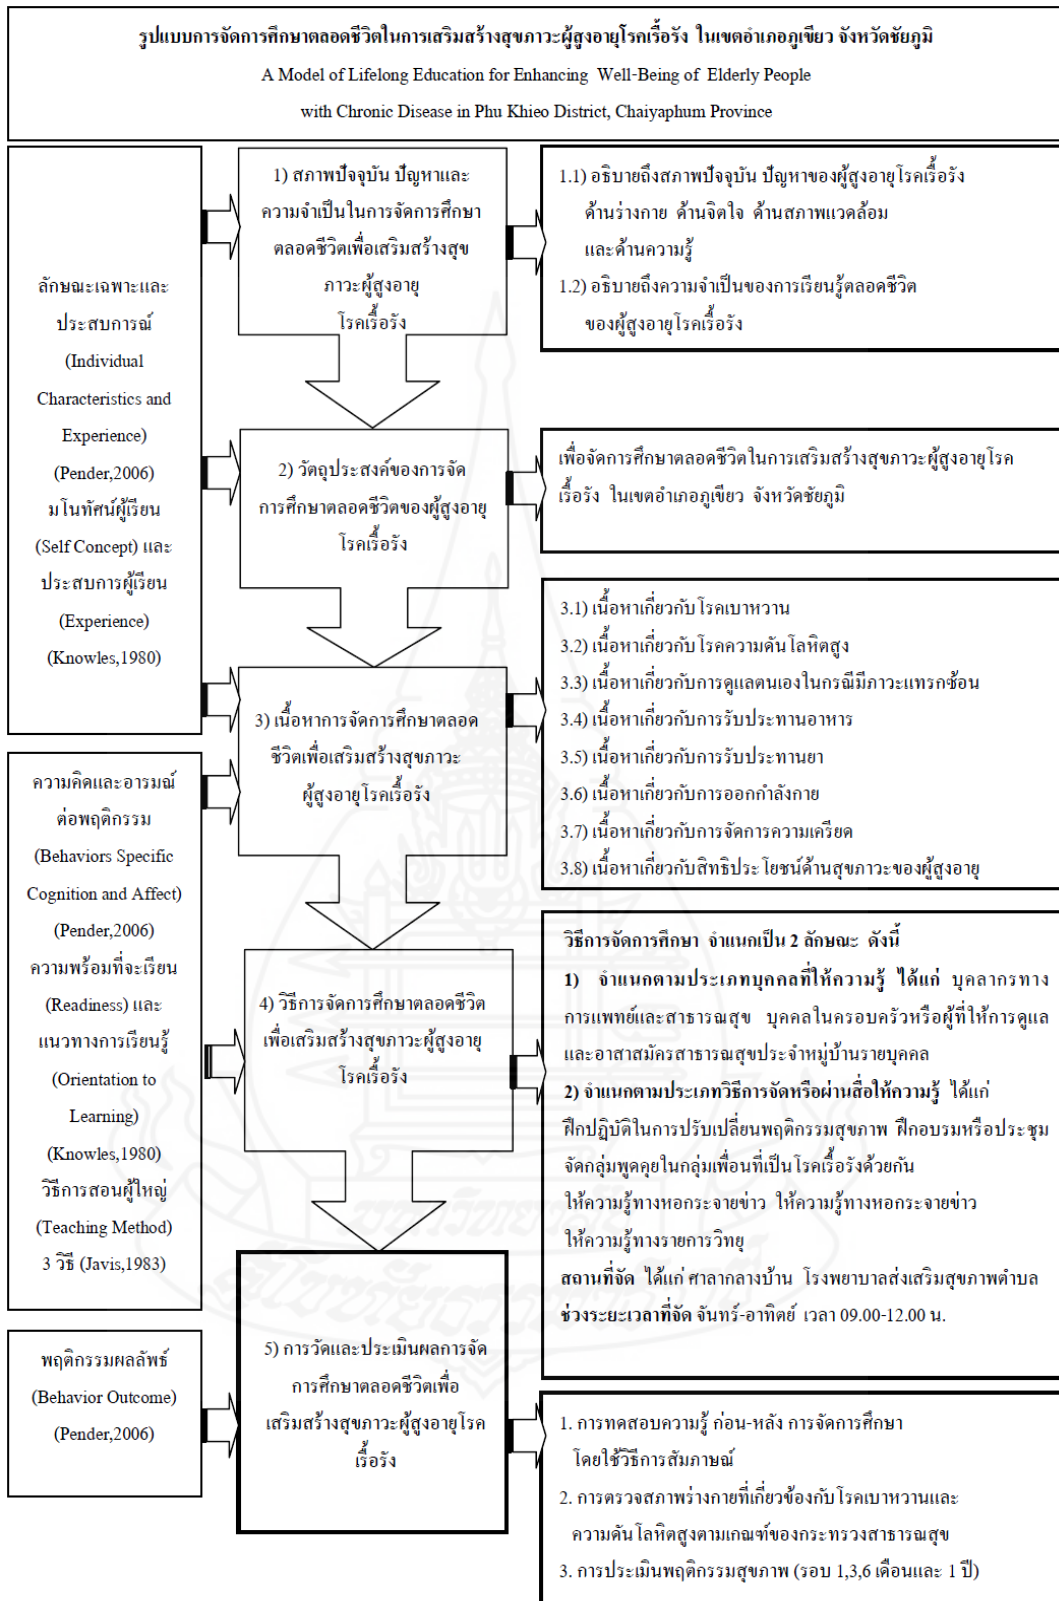 รูปแบบการจัดการศึกษาตลอดชีวิตในการเสริมสร้างสุขภาวะผู้สูงอายุโรคเรื้อรัง ในเขตอำเภอภูเขียว จังหวัดชัยภูมิ
A Model of Lifelong Education for Enhancing Well-Being of Elderly People
with Chronic Disease in Phu Khieo District, Chaiyaphum Province
ลักษณะเฉพาะและ
ประสบการณ์
(Individual
Characteristics and
Experience)
(Pender,2006)
มโนทัศน์ผู้เรียน
(Self Concept) และ
ประสบการผู้เรียน
(Experience)
(Knowles,1980)
ความคิดและอารมณ์
ต่อพฤติกรรม
(Behaviors Specific
Cognition and Affect)
(Pender,2006)
ความพร้อมที่จะเรียน
(Readiness) และ
แนวทางการเรียนรู้
(Orientation to
Learning)
(Knowles,1980)
วิธีการสอนผู้ใหญ่
(Teaching Method)
3 วิธี (Javis,1983)
พฤติกรรมผลลัพธ์
(Behavior Outcome)
(Pender,2006)
1) สภาพปัจจุบัน ปัญหาและ
ความจำเป็นในการจัดการศึกษา
ตลอดชีวิตเพื่อเสริมสร้างสุข
ภาวะผู้สูงอายุ
โรคเรื้อรัง
2) วัตถุประสงค์ของการจัด
การศึกษาตลอดชีวิตของผู้สูงอายุ
โรคเรื้อรัง
3) เนื้อหาการจัดการศึกษาตลอด
ชีวิตเพื่อเสริมสร้างสุขภาวะ
ผู้สูงอายุโรคเรื้อรัง
4) วิธีการจัดการศึกษาตลอดชีวิต
เพื่อเสริมสร้างสุขภาวะผู้สูงอายุ
โรคเรื้อรัง
5) การวัดและประเมินผลการจัด
การศึกษาตลอดชีวิตเพื่อ
เสริมสร้างสุขภาวะผู้สูงอายุโรค
เรื้อรัง
1.1) อธิบายถึงสภาพปัจจุบัน ปัญหาของผู้สูงอายุโรคเรื้อรัง
ด้านร่างกาย ด้านจิตใจ ด้านสภาพแวดล้อม
และด้านความรู้
1.2) อธิบายถึงความจำเป็นของการเรียนรู้ตลอดชีวิต
ของผู้สูงอายุโรคเรื้อรัง
เพื่อจัดการศึกษาตลอดชีวิตในการเสริมสร้างสุขภาวะผู้สูงอายุโรค
เรื้อรัง ในเขตอำเภอภูเขียว จังหวัดชัยภูมิ
3.1) เนื้อหาเกี่ยวกับโรคเบาหวาน
3.2) เนื้อหาเกี่ยวกับโรคความดันโลหิตสูง
3.3) เนื้อหาเกี่ยวกับการดูแลตนเองในกรณีมีภาวะแทรกซ้อน
3.4) เนื้อหาเกี่ยวกับการรับประทานอาหาร
3.5) เนื้อหาเกี่ยวกับการรับประทานยา
3.6) เนื้อหาเกี่ยวกับการออกกำลังกาย
3.7) เนื้อหาเกี่ยวกับการจัดการความเครียด
3.8) เนื้อหาเกี่ยวกับสิทธิประโยชน์ด้านสุขภาวะของผู้สูงอายุ
วิธีการจัดการศึกษา จำแนกเป็น 2 ลักษณะ ดังนี้
1) จำแนกตามประเภทบุคคลที่ให้ความรู้ ได้แก่ บุคลากรทาง
การแพทย์และสาธารณสุข บุคคลในครอบครัวหรือผู้ที่ให้การดูแล
และอาสาสมัครสาธารณสุขประจำหมู่บ้านรายบุคคล
2) จำแนกตามประเภทวิธีการจัดหรือผ่านสื่อให้ความรู้ ได้แก่
ฝึกปฏิบัติในการปรับเปลี่ยนพฤติกรรมสุขภาพ ฝึกอบรมหรือประชุม
จัดกลุ่มพูดคุยในกลุ่มเพื่อนที่เป็นโรคเรื้อรังด้วยกัน
ให้ความรู้ทางหอกระจายข่าว ให้ความรู้ทางหอกระจายข่าว
ให้ความรู้ทางรายการวิทยุ
สถานที่จัด ได้แก่ ศาลากลางบ้าน โรงพยาบาลส่งเสริมสุขภาพตำบล
ช่วงระยะเวลาที่จัด จันทร์-อาทิตย์ เวลา 09.00-12.00 น.
1. การทดสอบความรู้ ก่อน-หลัง การจัดการศึกษา
โดยใช้วิธีการสัมภาษณ์
2. การตรวจสภาพร่างกายที่เกี่ยวข้องกับโรคเบาหวานและ
ความดันโลหิตสูงตามเกณฑ์ของกระทรวงสาธารณสุข
3. การประเมินพฤติกรรมสุขภาพ (รอบ 1,3,6 เดือนและ 1 ปี)